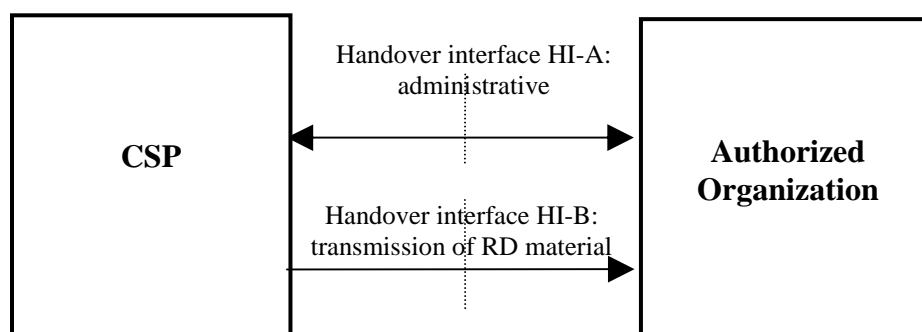 Handover interface HI-A:
administrative
CSP
Authorized
Organization
Handover interface HI-B:
transmission of RD material